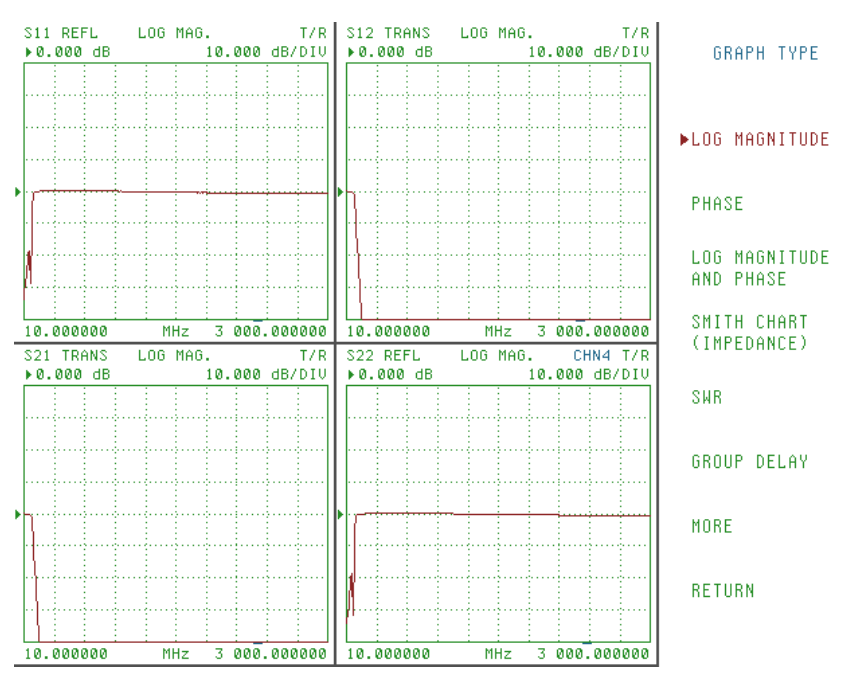 S11 REFL LOG MAG. T/R
▶0.000 dB 10.000 dB/DIV
10.000000 MHz 3 000.000000
S12 TRANS LOG MAG. T/R
▶0.000 dB 10.000 dB/DIV
10.000000 MHz 3 000.000000
S21 TRANS LOG MAG. T/R
▶0.000 dB 10.000 dB/DIV
10.000000 MHz 3 000.000000
S22 REFL LOG MAG. CHN4 T/R
▶0.000 dB 10.000 dB/DIV
10.000000 MHz 3 000.000000
GRAPH TYPE
▶LOG MAGNITUDE
PHASE
LOG MAGNITUDE
AND PHASE
SMITH CHART
(IMPEDANCE)
SWR
GROUP DELAY
MORE
RETURN